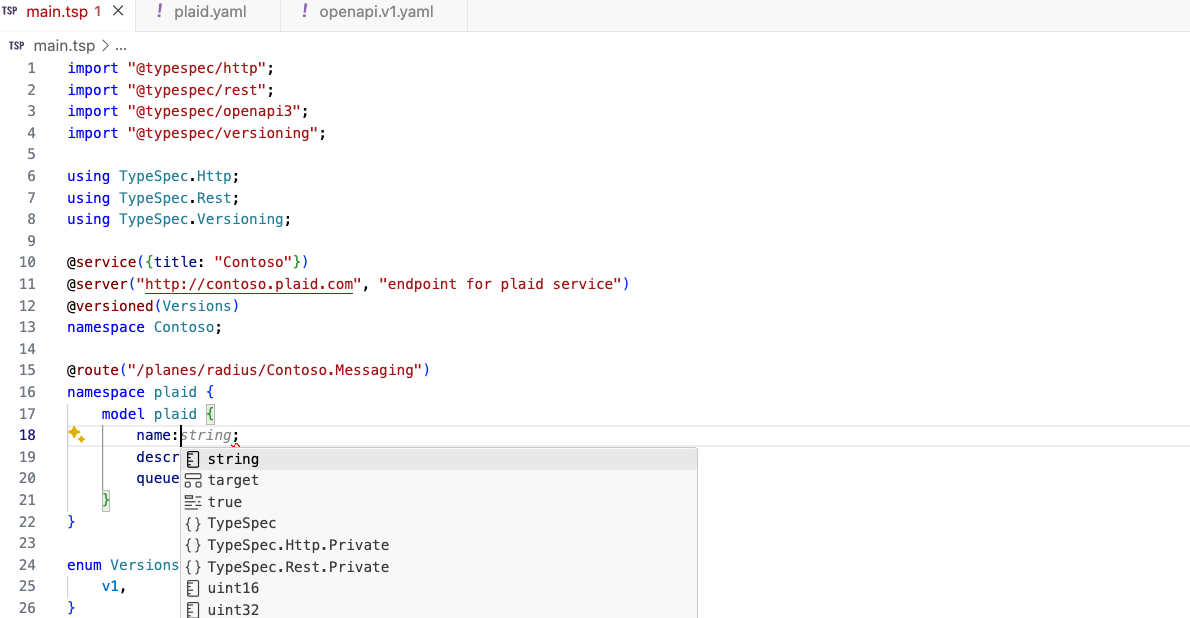 TSP main.tsp 1 × ! plaid.yaml ! openapi.v1.yaml
TSP main.tsp > ...
1 import "@typespec/http";
2 import "@typespec/rest";
3 import "@typespec/openapi3";
4 import "@typespec/versioning";
5
6 using TypeSpec.Http;
7 using TypeSpec.Rest;
8 using TypeSpec.Versioning;
9
10 @service({title: "Contoso"})
11 @server("http://contoso.plaid.com", "endpoint for plaid service")
12 @versioned(Versions)
13 namespace Contoso;
14
15 @route("/planes/radius/Contoso.Messaging")
16 namespace plaid {
17 model plaid {
18 name:string;
19 descr
20 queue
21 }
22 }
23
24 enum Versions
25 v1,
26 }
string
target
true
{} TypeSpec
{} TypeSpec.Http.Private
{} TypeSpec.Rest.Private
uint16
uint32